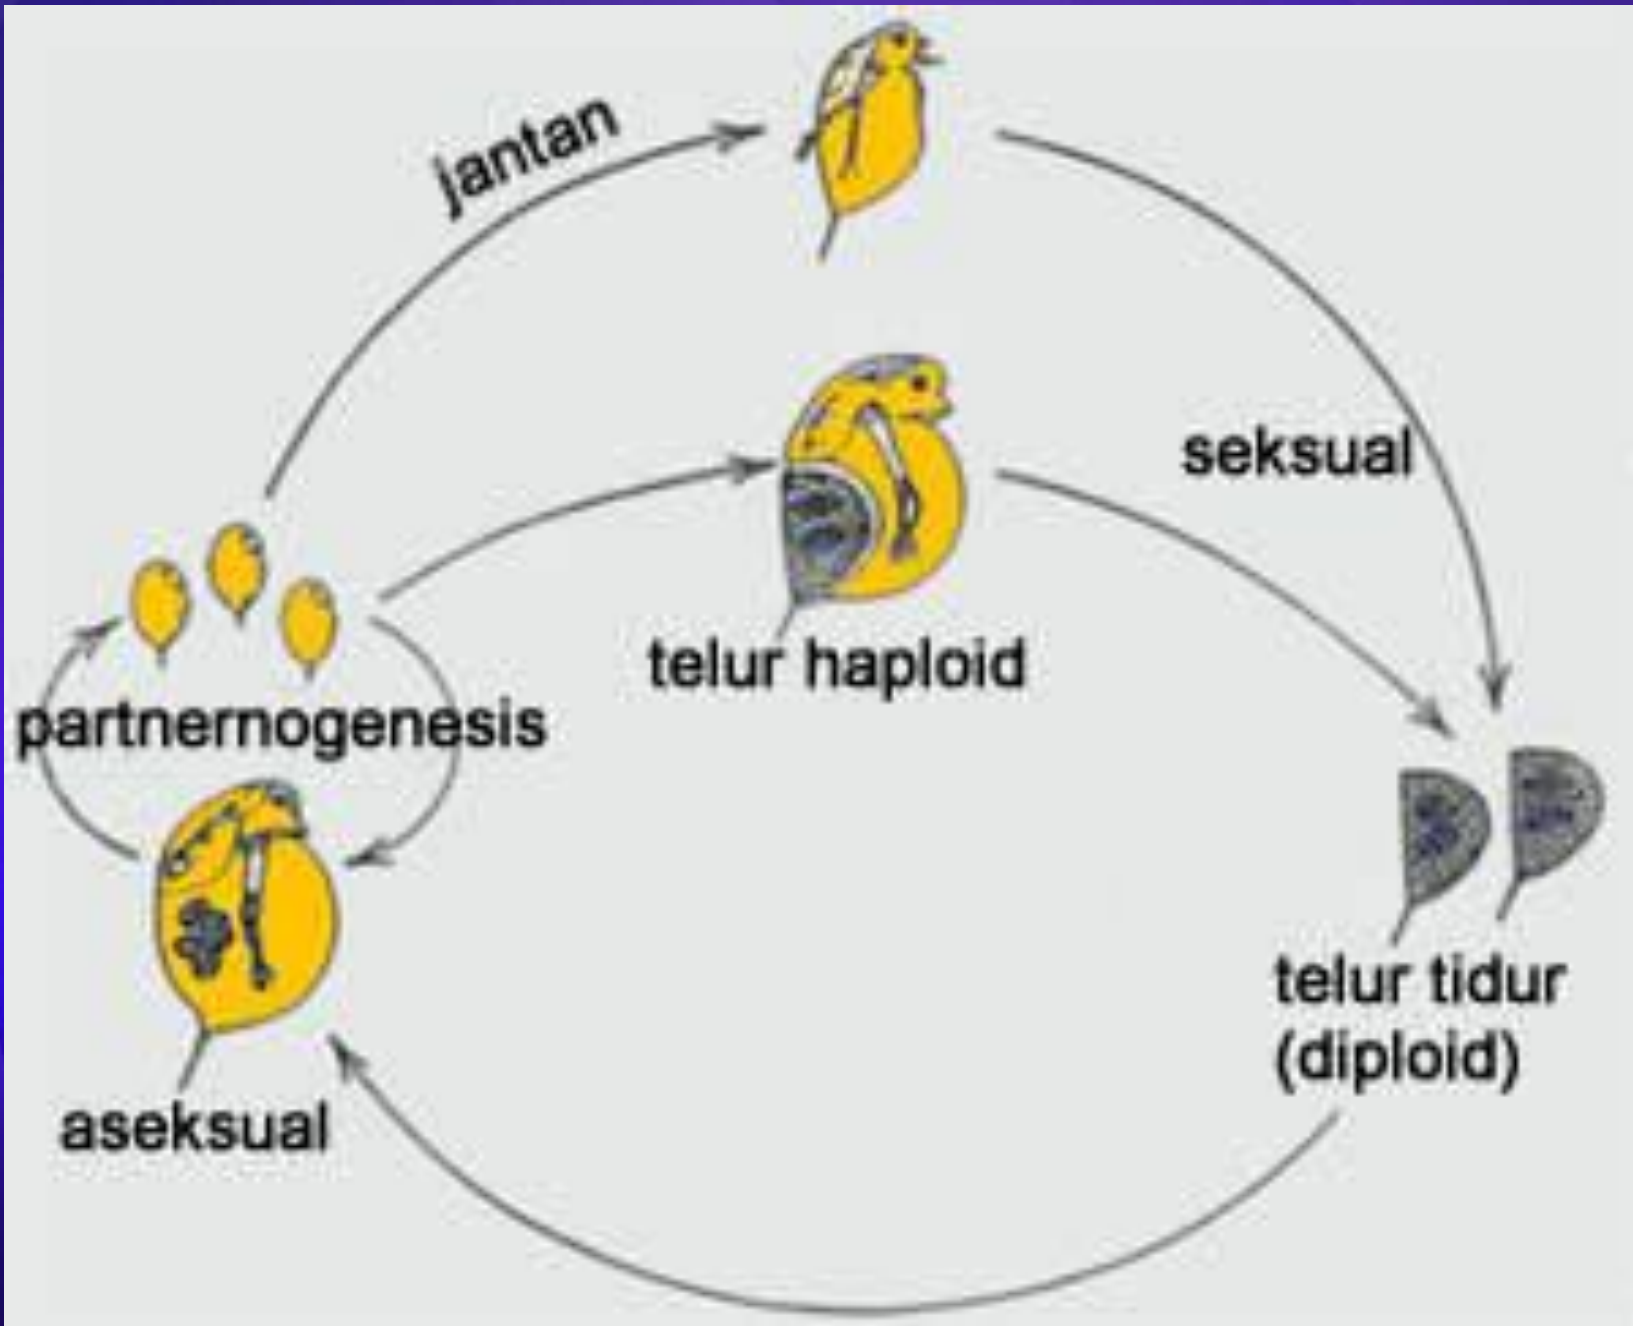 jantan
seksual
telur haploid
partnernogenesis
telur tidur
(diploid)
aseksual